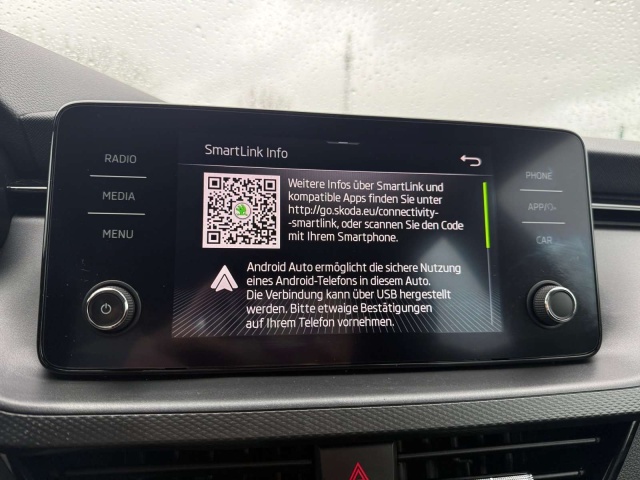 SmartLink Info
RADIO
MEDIA
MENU
PHONE
APP/
CAR
Weitere Infos über SmartLink und
kompatible Apps finden Sie unter
http://go.skoda.eu/connectivity-
-smartlink, oder scannen Sie den Code
mit Ihrem Smartphone.
Android Auto ermöglicht die sichere Nutzung
eines Android-Telefons in diesem Auto.
Die Verbindung kann über USB hergestellt
werden. Bitte etwaige Bestätigungen
auf Ihrem Telefon vornehmen.